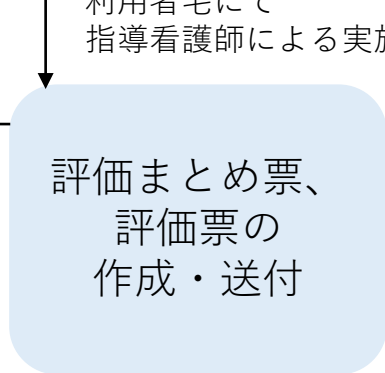 利用者宅にて
指導看護師による実施
評価まとめ票、
評価票の
作成・送付